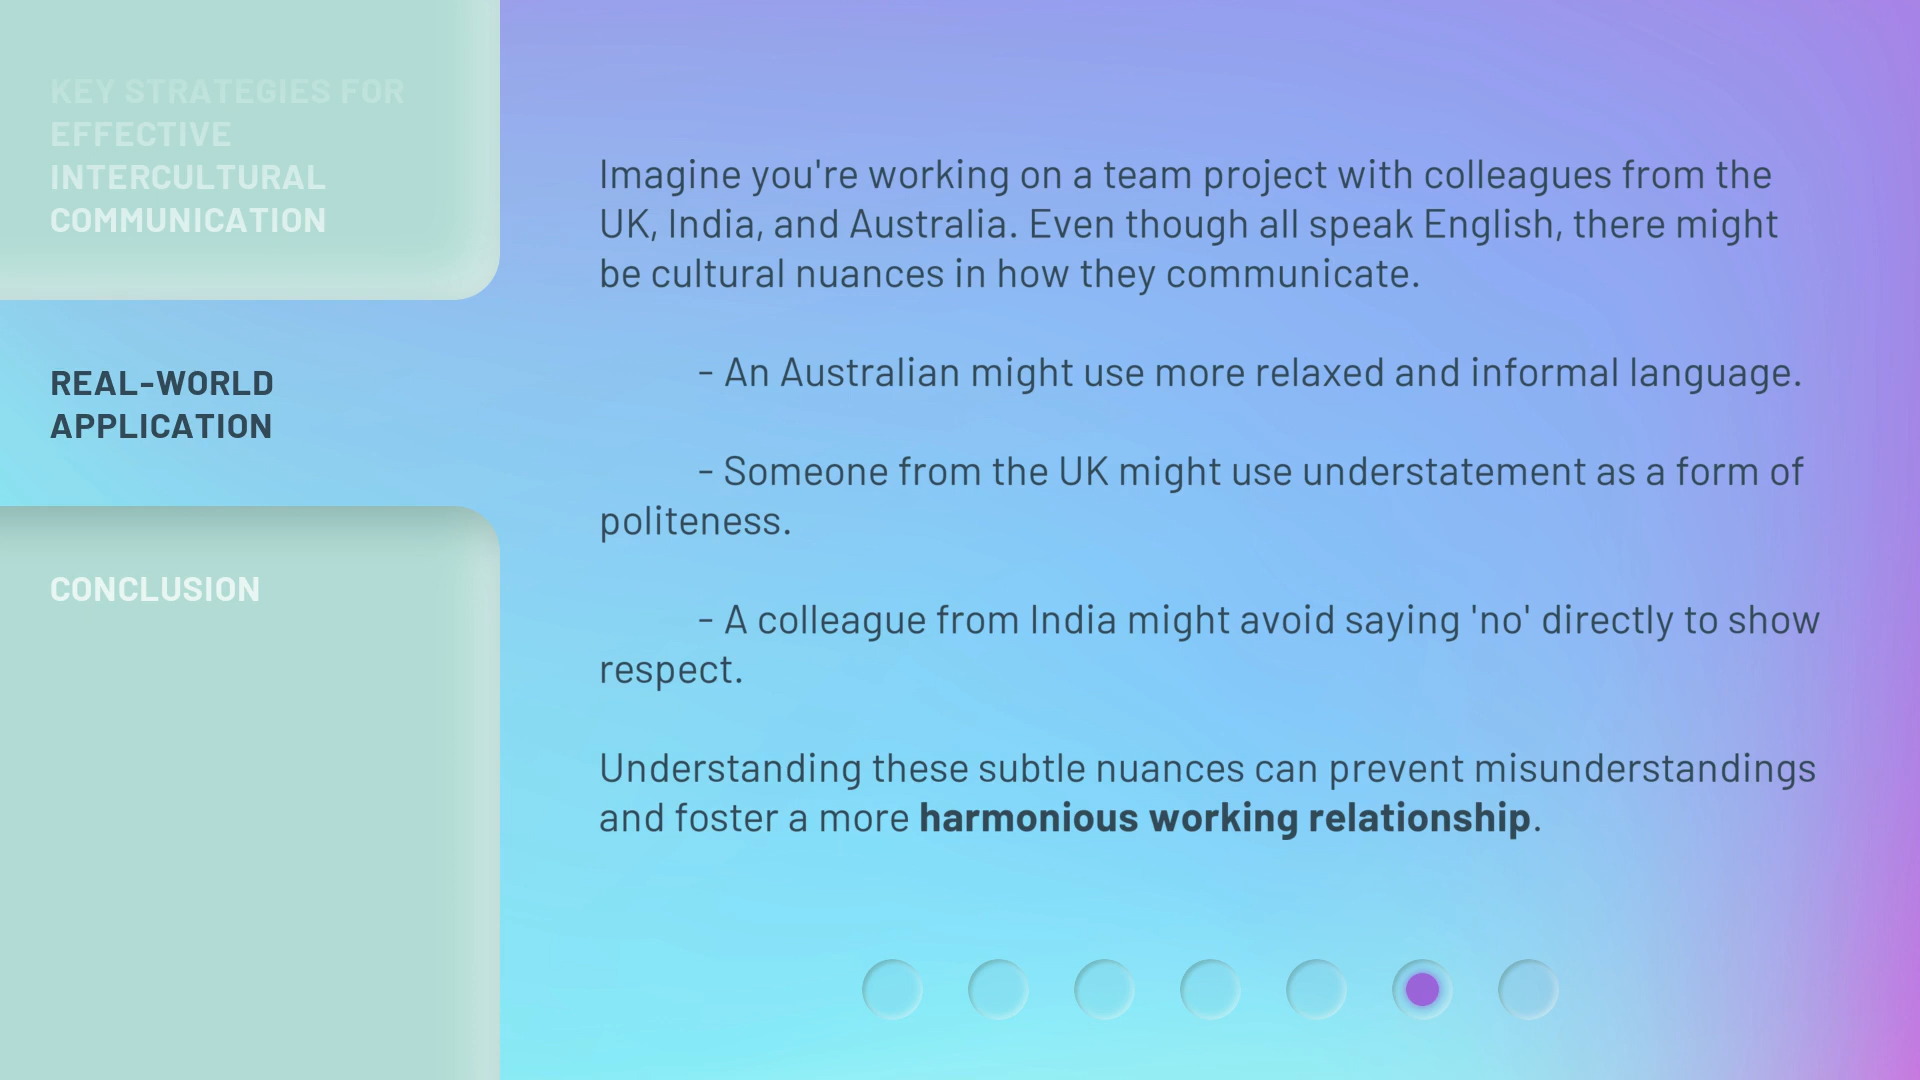 KEY STRATEGIES FOR
EFFECTIVE
INTERCULTURAL
COMMUNICATION
REAL-WORLD
APPLICATION
CONCLUSION
Imagine you're working on a team project with colleagues from the
UK, India, and Australia. Even though all speak English, there might
be cultural nuances in how they communicate.
- An Australian might use more relaxed and informal language.
- Someone from the UK might use understatement as a form of
politeness.
- A colleague from India might avoid saying 'no' directly to show
respect.
Understanding these subtle nuances can prevent misunderstandings
and foster a more harmonious working relationship.